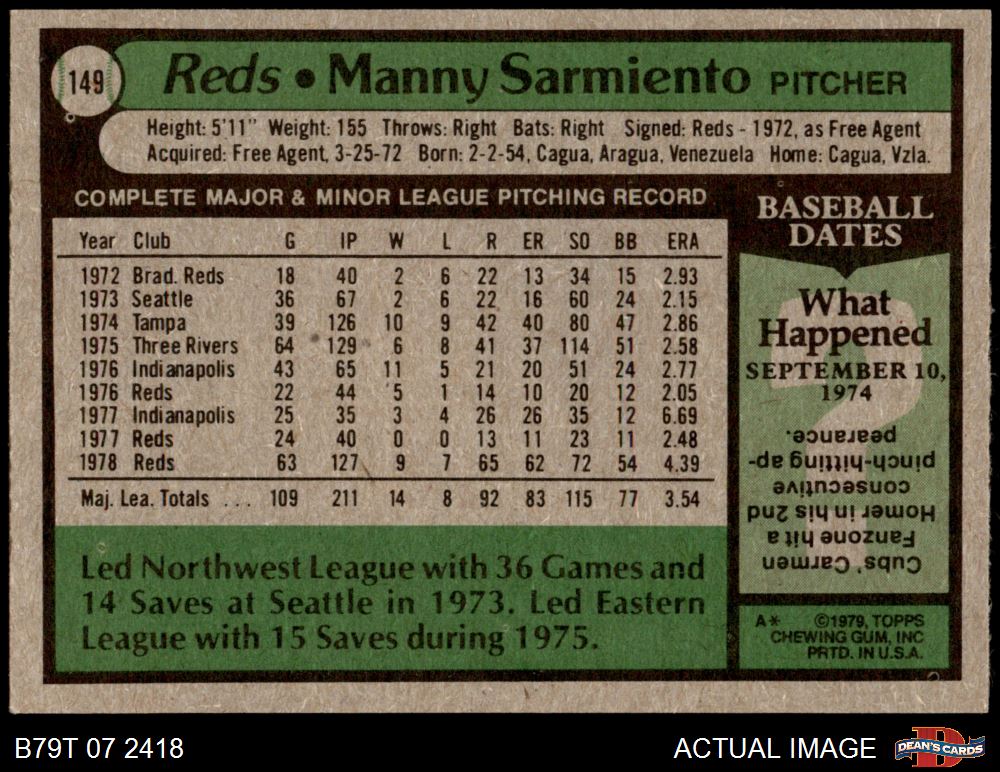 149
Reds • Manny Sarmiento PITCHER
Height: 5'11" Weight: 155 Throws: Right Bats: Right Signed: Reds - 1972, as Free Agent
Acquired: Free Agent, 3-25-72 Born: 2-2-54, Cagua, Aragua, Venezuela Home: Cagua, Vzla.
COMPLETE MAJOR & MINOR LEAGUE PITCHING RECORD
Year Club G IP W L R ER SO BB ERA
1972 Brad. Reds 18 40 2 6 22 13 34 15 2.93
1973 Seattle 36 67 2 6 22 16 60 24 2.15
1974 Tampa 39 126 10 9 42 40 80 47 2.86
1975 Three Rivers 64 129 6 8 41 37 114 51 2.58
1976 Indianapolis 43 65 11 5 21 20 51 24 2.77
1976 Reds 22 44 5 1 14 10 20 12 2.05
1977 Indianapolis 25 35 3 4 26 26 35 12 6.69
1977 Reds 24 40 0 0 13 11 23 11 2.48
1978 Reds 63 127 9 7 65 62 72 54 4.39
Maj. Lea. Totals ... 109 211 14 8 92 83 115 77 3.54
Led Northwest League with 36 Games and
14 Saves at Seattle in 1973. Led Eastern
League with 15 Saves during 1975.
BASEBALL
DATES
What
Happened
SEPTEMBER 10,
1974
Cubs' Carmen
Fanzone hit a
Homer in his 2nd
consecutive
pinch-hitting ap-
pearance.
A* ©1979, TOPPS
CHEWING GUM, INC
PRTD. IN U.S.A.
B79T 07 2418
ACTUAL IMAGE
DEAN'S CARDS